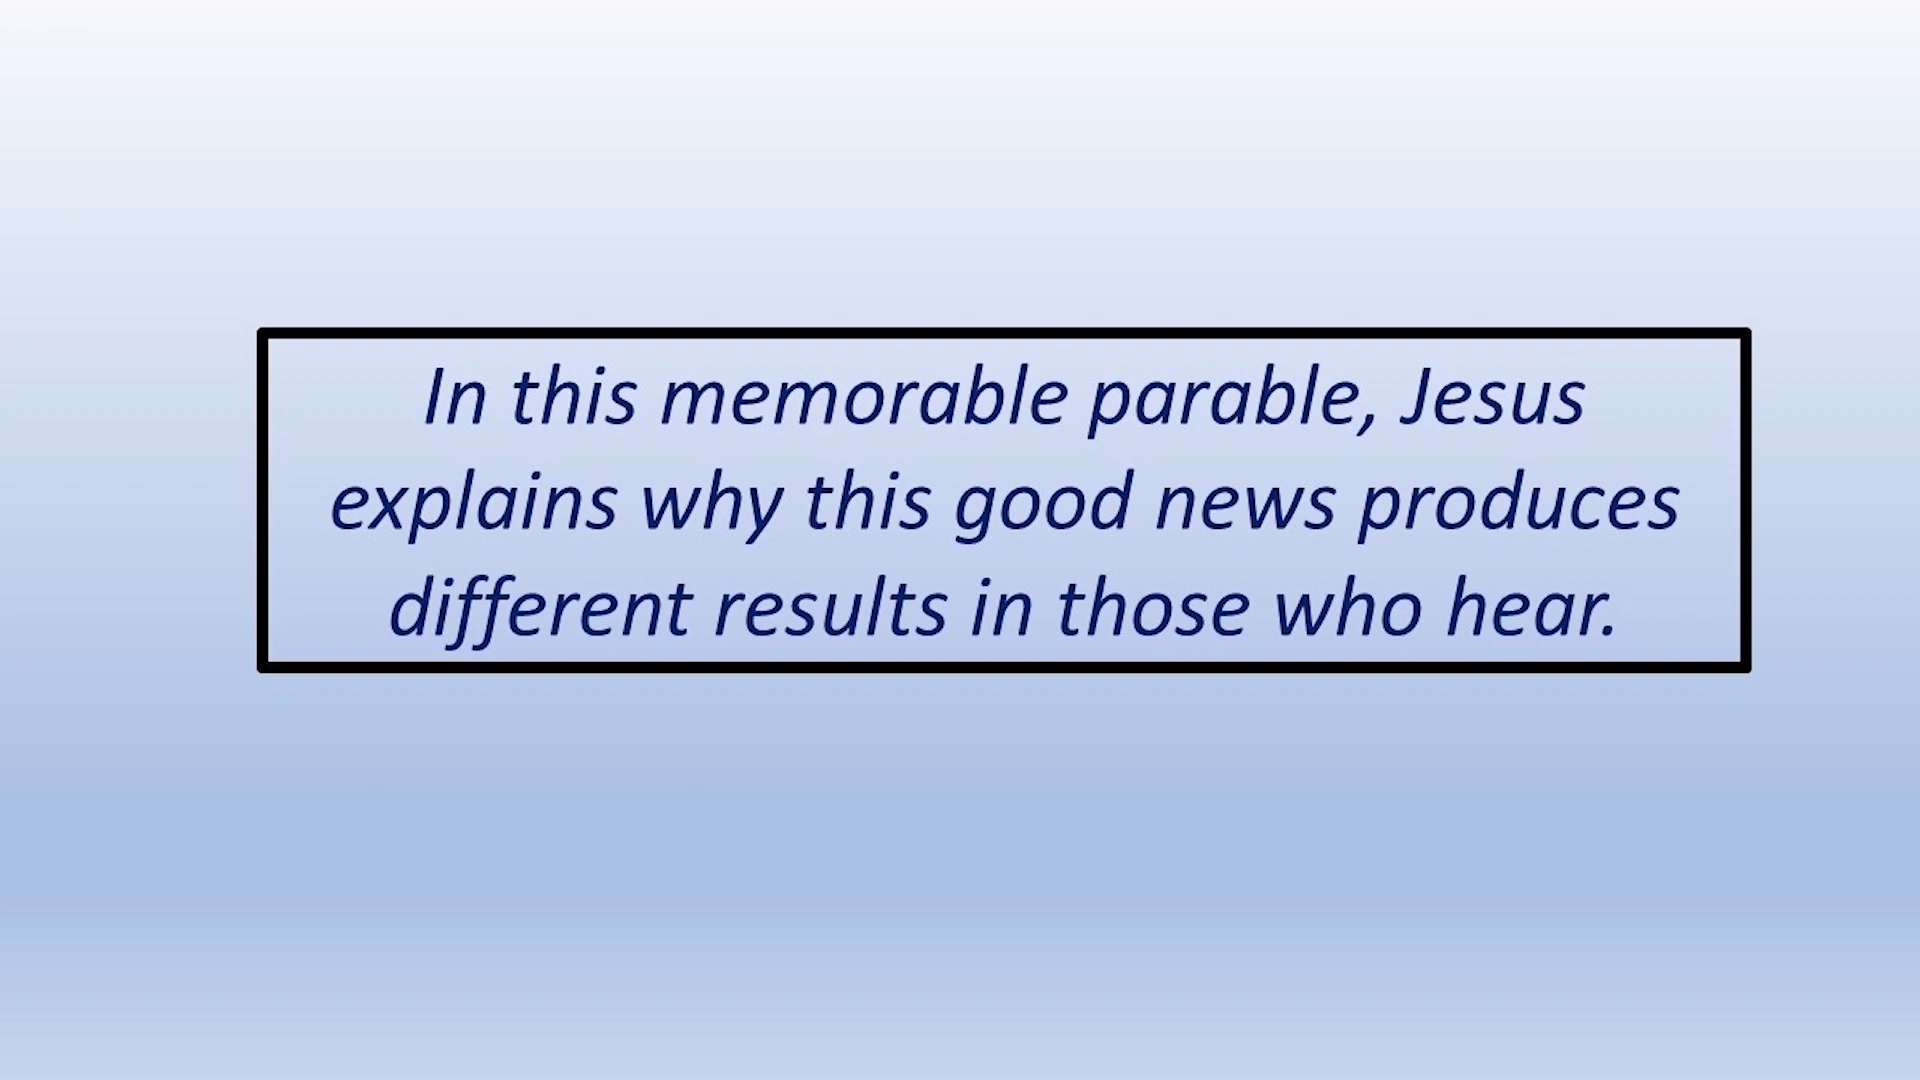 In this memorable parable, Jesus
explains why this good news produces
different results in those who hear.